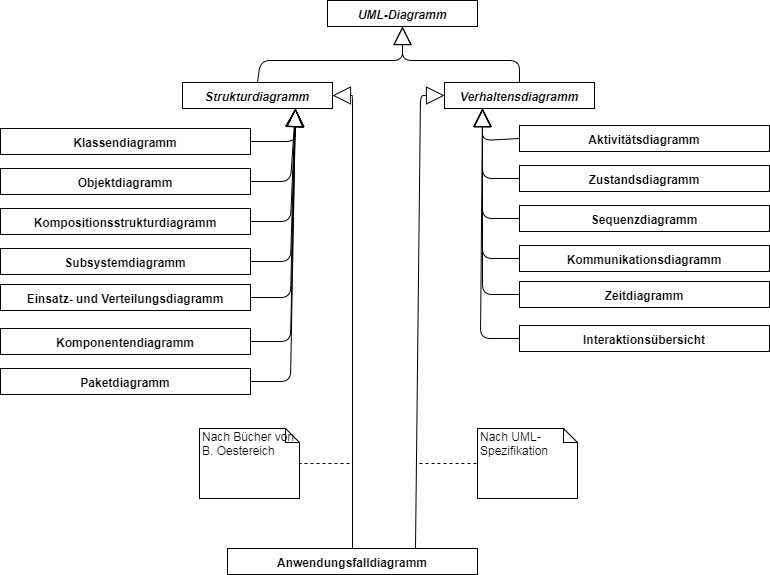 UML-Diagramm
Strukturdiagramm
Verhaltensdiagramm
Klassendiagramm
Objektdiagramm
Kompositionsstrukturdiagramm
Subsystemdiagramm
Einsatz- und Verteilungsdiagramm
Komponentendiagramm
Paketdiagramm
Aktivitätsdiagramm
Zustandsdiagramm
Sequenzdiagramm
Kommunikationsdiagramm
Zeitdiagramm
Interaktionsübersicht
Nach Bücher von
B. Oestereich
Nach UML-
Spezifikation
Anwendungsfalldiagramm